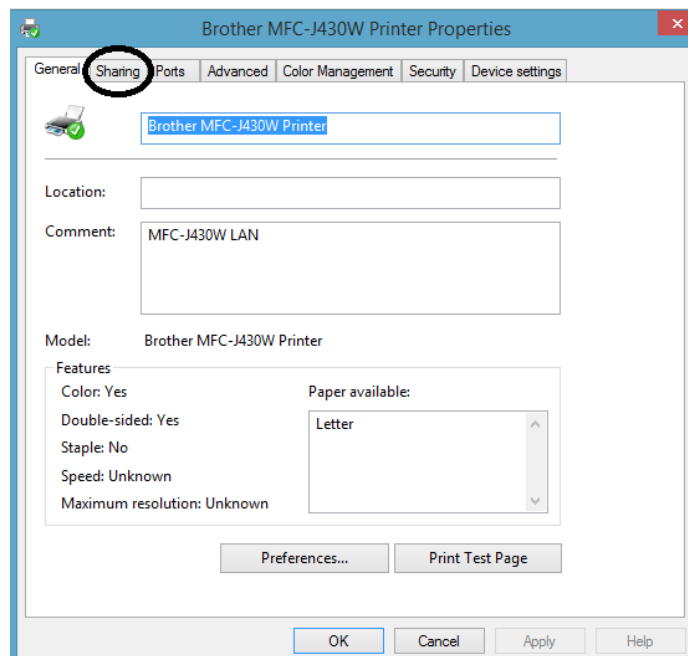 Brother MFC-J430W Printer Properties
General Sharing Ports Advanced Color Management Security Device settings
Brother MFC-J430W Printer
Location:
Comment: MFC-J430W LAN
Model: Brother MFC-J430W Printer
Features
Color: Yes Paper available:
Double-sided: Yes Letter
Staple: No
Speed: Unknown
Maximum resolution: Unknown
Preferences... Print Test Page
OK Cancel Apply Help